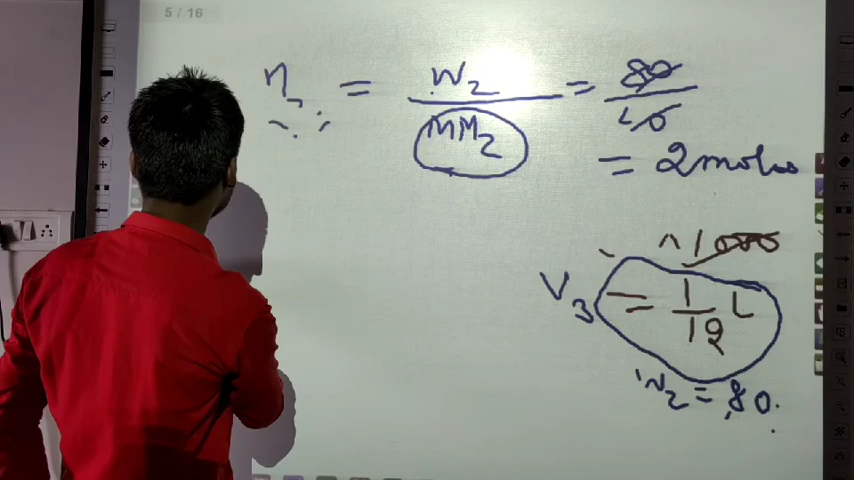 5 / 16
n₂ = W₂ / MM₂ = 80 / 40
= 2 moles
1000
V₃ = 1 / 12 L
W₂ = 80